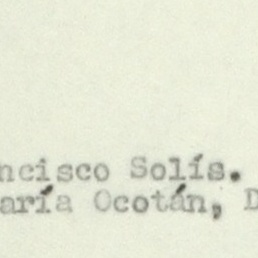 ncisco Solís.
aría Ocotán, D